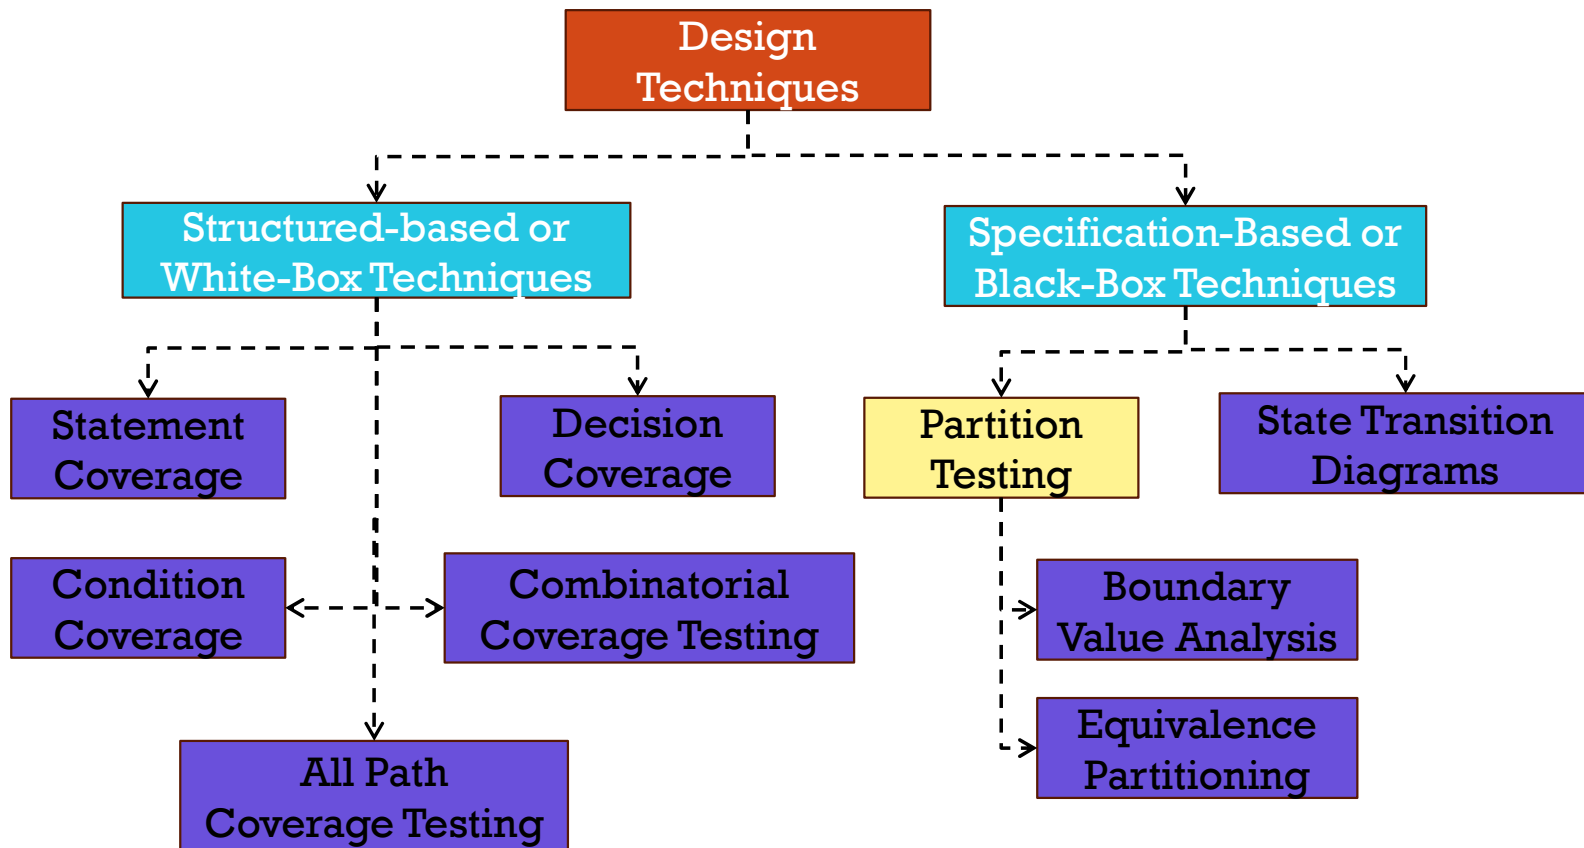 Design
Techniques
Structured-based or
White-Box Techniques
Specification-Based or
Black-Box Techniques
Statement
Coverage
Decision
Coverage
Partition
Testing
State Transition
Diagrams
Condition
Coverage
Combinatorial
Coverage Testing
Boundary
Value Analysis
All Path
Coverage Testing
Equivalence
Partitioning